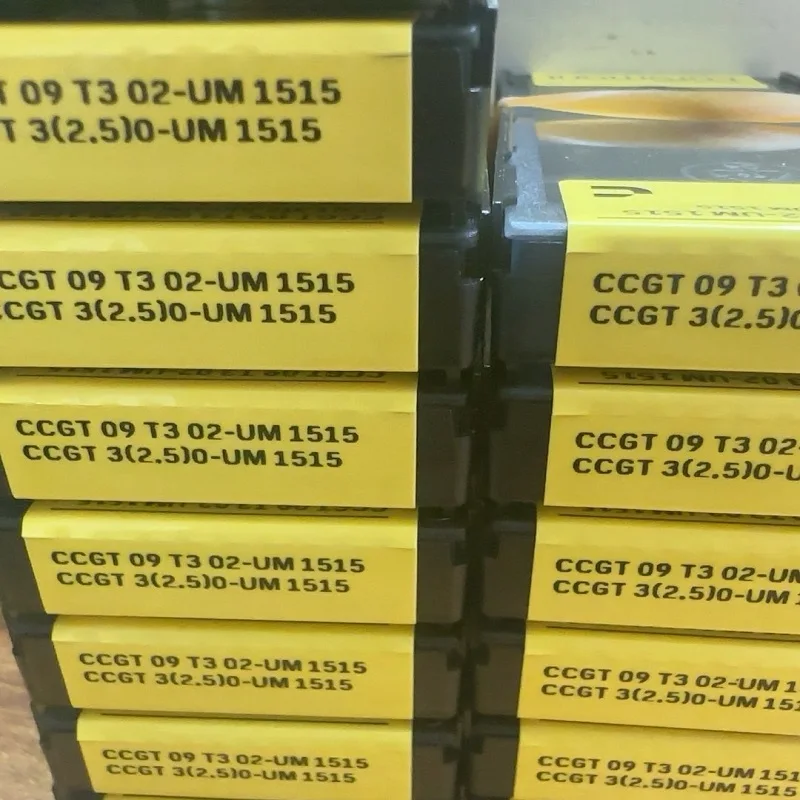 T 09 T3 02-UM 1515
T 3(2.5)0-UM 1515
CCGT 09 T3 02-UM 1515
CCGT 3(2.5)0-UM 1515
CCGT 09 T3 02-UM 1515
CCGT 3(2.5)0-UM 1515
CCGT 09 T3 02-UM 1515
CCGT 3(2.5)0-UM 1515
CCGT 09 T3 02-UM 1515
CCGT 3(2.5)0-UM 1515
CCGT 09 T3 02-UM 1515
CCGT 3(2.5)0-UM 1515
2-UM 1515
UM 1515
CCGT 09 T3
CCGT 3(2.5)0
CCGT 09 T3 02-
CCGT 3(2.5)0-U
CCGT 09 T3 02-UM
CCGT 3(2.5)0-UM
CCGT 09 T3 02-UM 1
CCGT 3(2.5)0-UM 151
CCGT 09 T3 02-UM 151
CCGT 3(2.5)0-UM 1515